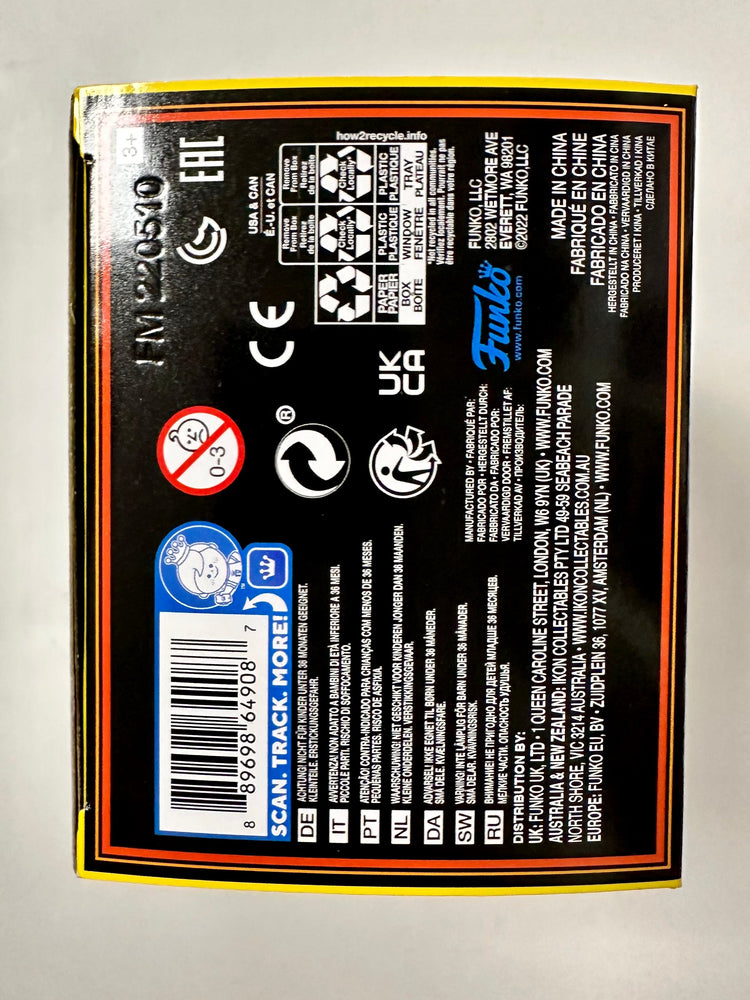 8 89698 64908 7
SCAN. TRACK. MORE!
™
0-3
FM 220510
3+
EAC
®
CE
UK
CA
USA & CAN
É.-U. et CAN
how2recycle.info
Remove
From Box
Retirez
de la boîte
Remove
From Box
Retirez
de la boîte
Check
Locally*
Check
Locally*
PAPER
PAPIER
PLASTIC
PLASTIQUE
PLASTIC
PLASTIQUE
BOX
BOÎTE
WINDOW
FENÊTRE
TRAY
PLATEAU
*Not recycled in all communities.
Vérifiez localement. Pourrait ne pas
être recyclable dans votre région.
DE ACHTUNG! NICHT FÜR KINDER UNTER 36 MONATEN GEEIGNET.
KLEINTEILE. ERSTICKUNGSGEFAHR.
IT AVVERTENZA! NON ADATTO A BAMBINI DI ETÀ INFERIORE A 36 MESI.
PICCOLE PARTI. RISCHIO DI SOFFOCAMENTO.
PT ATENÇÃO! CONTRA-INDICADO PARA CRIANÇAS COM MENOS DE 36 MESES.
PEQUENAS PARTES. RISCO DE ASFIXIA.
NL WAARSCHUWING! NIET GESCHIKT VOOR KINDEREN JONGER DAN 36 MAANDEN.
KLEINE ONDERDELEN. VERSTIKKINGSGEVAAR.
DA ADVARSEL! IKKE EGNET TIL BØRN UNDER 36 MÅNEDER.
SMÅ DELE. KVÆLNINGSFARE.
SW VARNING! INTE LÄMPLIG FÖR BARN UNDER 36 MÅNADER.
SMÅ DELAR. KVÄVNINGSRISK.
RU ВНИМАНИЕ! НЕ ПРИГОДНО ДЛЯ ДЕТЕЙ МЛАДШЕ 36 МЕСЯЦЕВ.
МЕЛКИЕ ЧАСТИ. ОПАСНОСТЬ УДУШЬЯ.
MANUFACTURED BY • FABRIQUÉ PAR:
FABRICADO POR • HERGESTELLT DURCH:
FABRICATO DA • FABRICADO POR:
VERVAARDIGD DOOR • FREMSTILLET AF:
TILLVERKAD AV • ПРОИЗВОДИТЕЛЬ:
Funko
www.funko.com
FUNKO, LLC
2802 WETMORE AVE
EVERETT, WA 98201
©2022 FUNKO,LLC
DISTRIBUTION BY:
UK: FUNKO UK, LTD • 1 QUEEN CAROLINE STREET, LONDON, W6 9YN (UK) • WWW.FUNKO.COM
AUSTRALIA & NEW ZEALAND: IKON COLLECTABLES PTY LTD 49-59 SEABEACH PARADE
NORTH SHORE, VIC 3214 AUSTRALIA • WWW.IKONCOLLECTABLES.COM.AU
EUROPE: FUNKO EU, BV • ZUIDPLEIN 36, 1077 XV, AMSTERDAM (NL) • WWW.FUNKO.COM
MADE IN CHINA
FABRIQUÉ EN CHINE
FABRICADO EN CHINA
HERGESTELLT IN CHINA • FABBRICATO IN CINA
FABRICADO NA CHINA • VERVAARDIGD IN CHINA
PRODUCERET I KINA • TILLVERKAD I KINA
СДЕЛАНО В КИТАЕ